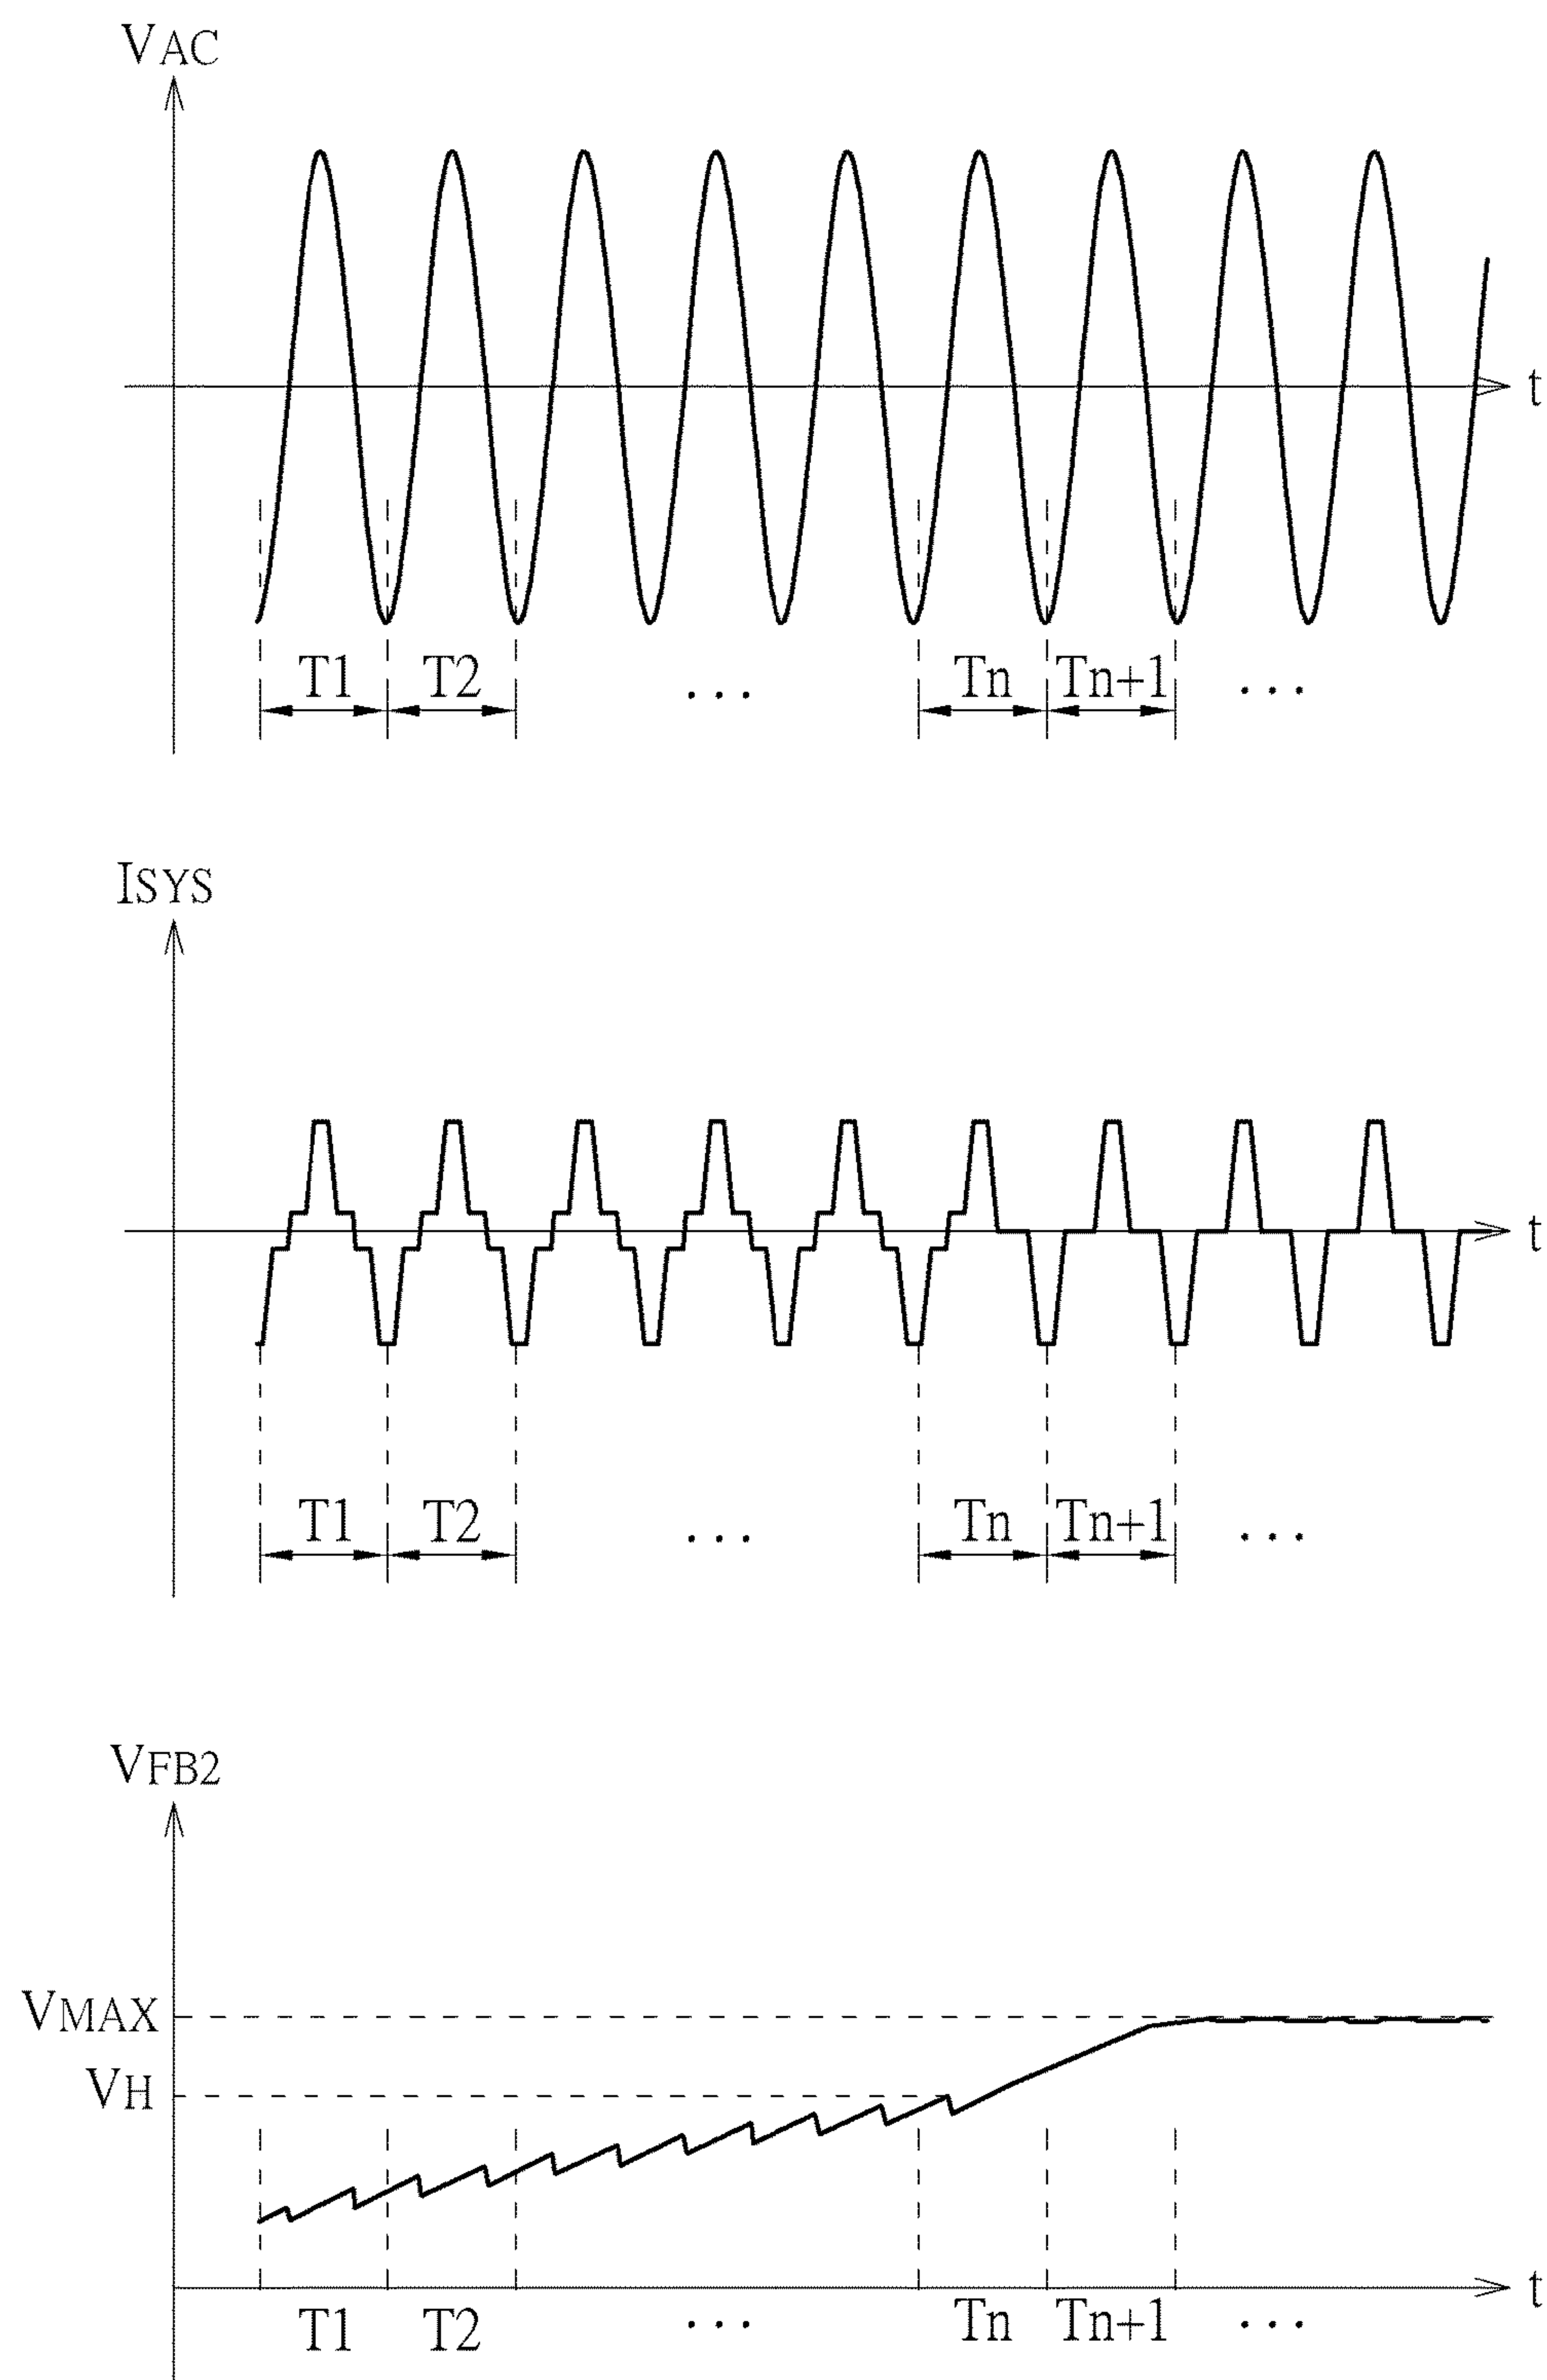 VAC
t
T1 T2 ... Tn Tn+1 ...
ISYS
t
T1 T2 ... Tn Tn+1 ...
VFB2
VMAX
VH
t
T1 T2 ... Tn Tn+1 ...